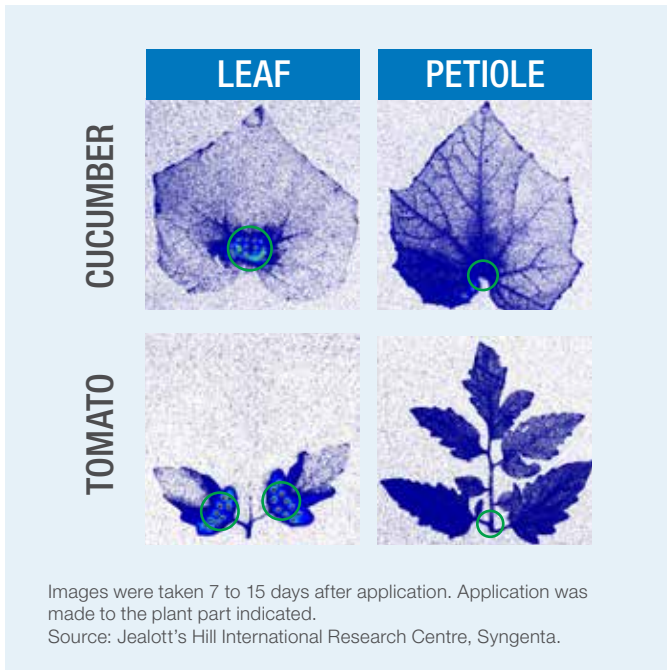 LEAF
PETIOLE
CUCUMBER
TOMATO
Images were taken 7 to 15 days after application. Application was
made to the plant part indicated.
Source: Jealott’s Hill International Research Centre, Syngenta.